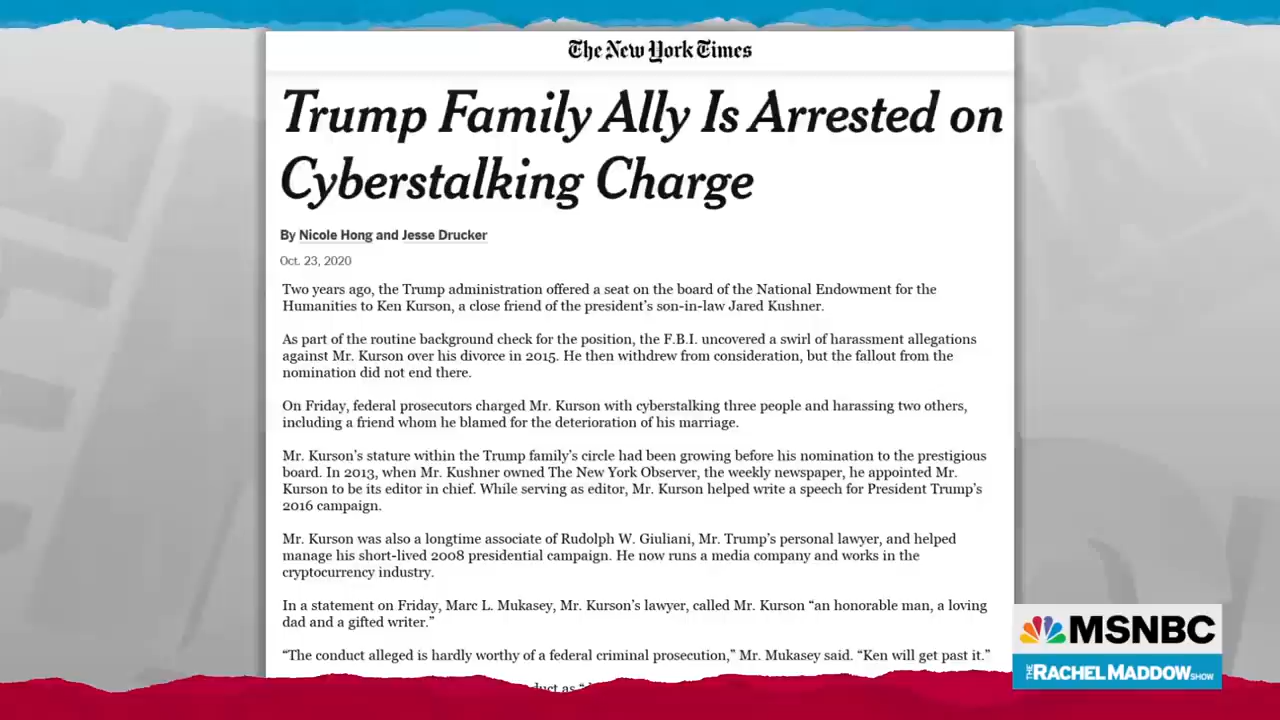 The New York Times
Trump Family Ally Is Arrested on
Cyberstalking Charge
By Nicole Hong and Jesse Drucker
Oct. 23, 2020
Two years ago, the Trump administration offered a seat on the board of the National Endowment for the
Humanities to Ken Kurson, a close friend of the president’s son-in-law Jared Kushner.
As part of the routine background check for the position, the F.B.I. uncovered a swirl of harassment allegations
against Mr. Kurson over his divorce in 2015. He then withdrew from consideration, but the fallout from the
nomination did not end there.
On Friday, federal prosecutors charged Mr. Kurson with cyberstalking three people and harassing two others,
including a friend whom he blamed for the deterioration of his marriage.
Mr. Kurson’s stature within the Trump family’s circle had been growing before his nomination to the prestigious
board. In 2013, when Mr. Kushner owned The New York Observer, the weekly newspaper, he appointed Mr.
Kurson to be its editor in chief. While serving as editor, Mr. Kurson helped write a speech for President Trump’s
2016 campaign.
Mr. Kurson was also a longtime associate of Rudolph W. Giuliani, Mr. Trump’s personal lawyer, and helped
manage his short-lived 2008 presidential campaign. He now runs a media company and works in the
cryptocurrency industry.
In a statement on Friday, Marc L. Mukasey, Mr. Kurson’s lawyer, called Mr. Kurson “an honorable man, a loving
dad and a gifted writer.”
“The conduct alleged is hardly worthy of a federal criminal prosecution,” Mr. Mukasey said. “Ken will get past it.”
as
MSNBC
THE RACHEL MADDOW SHOW